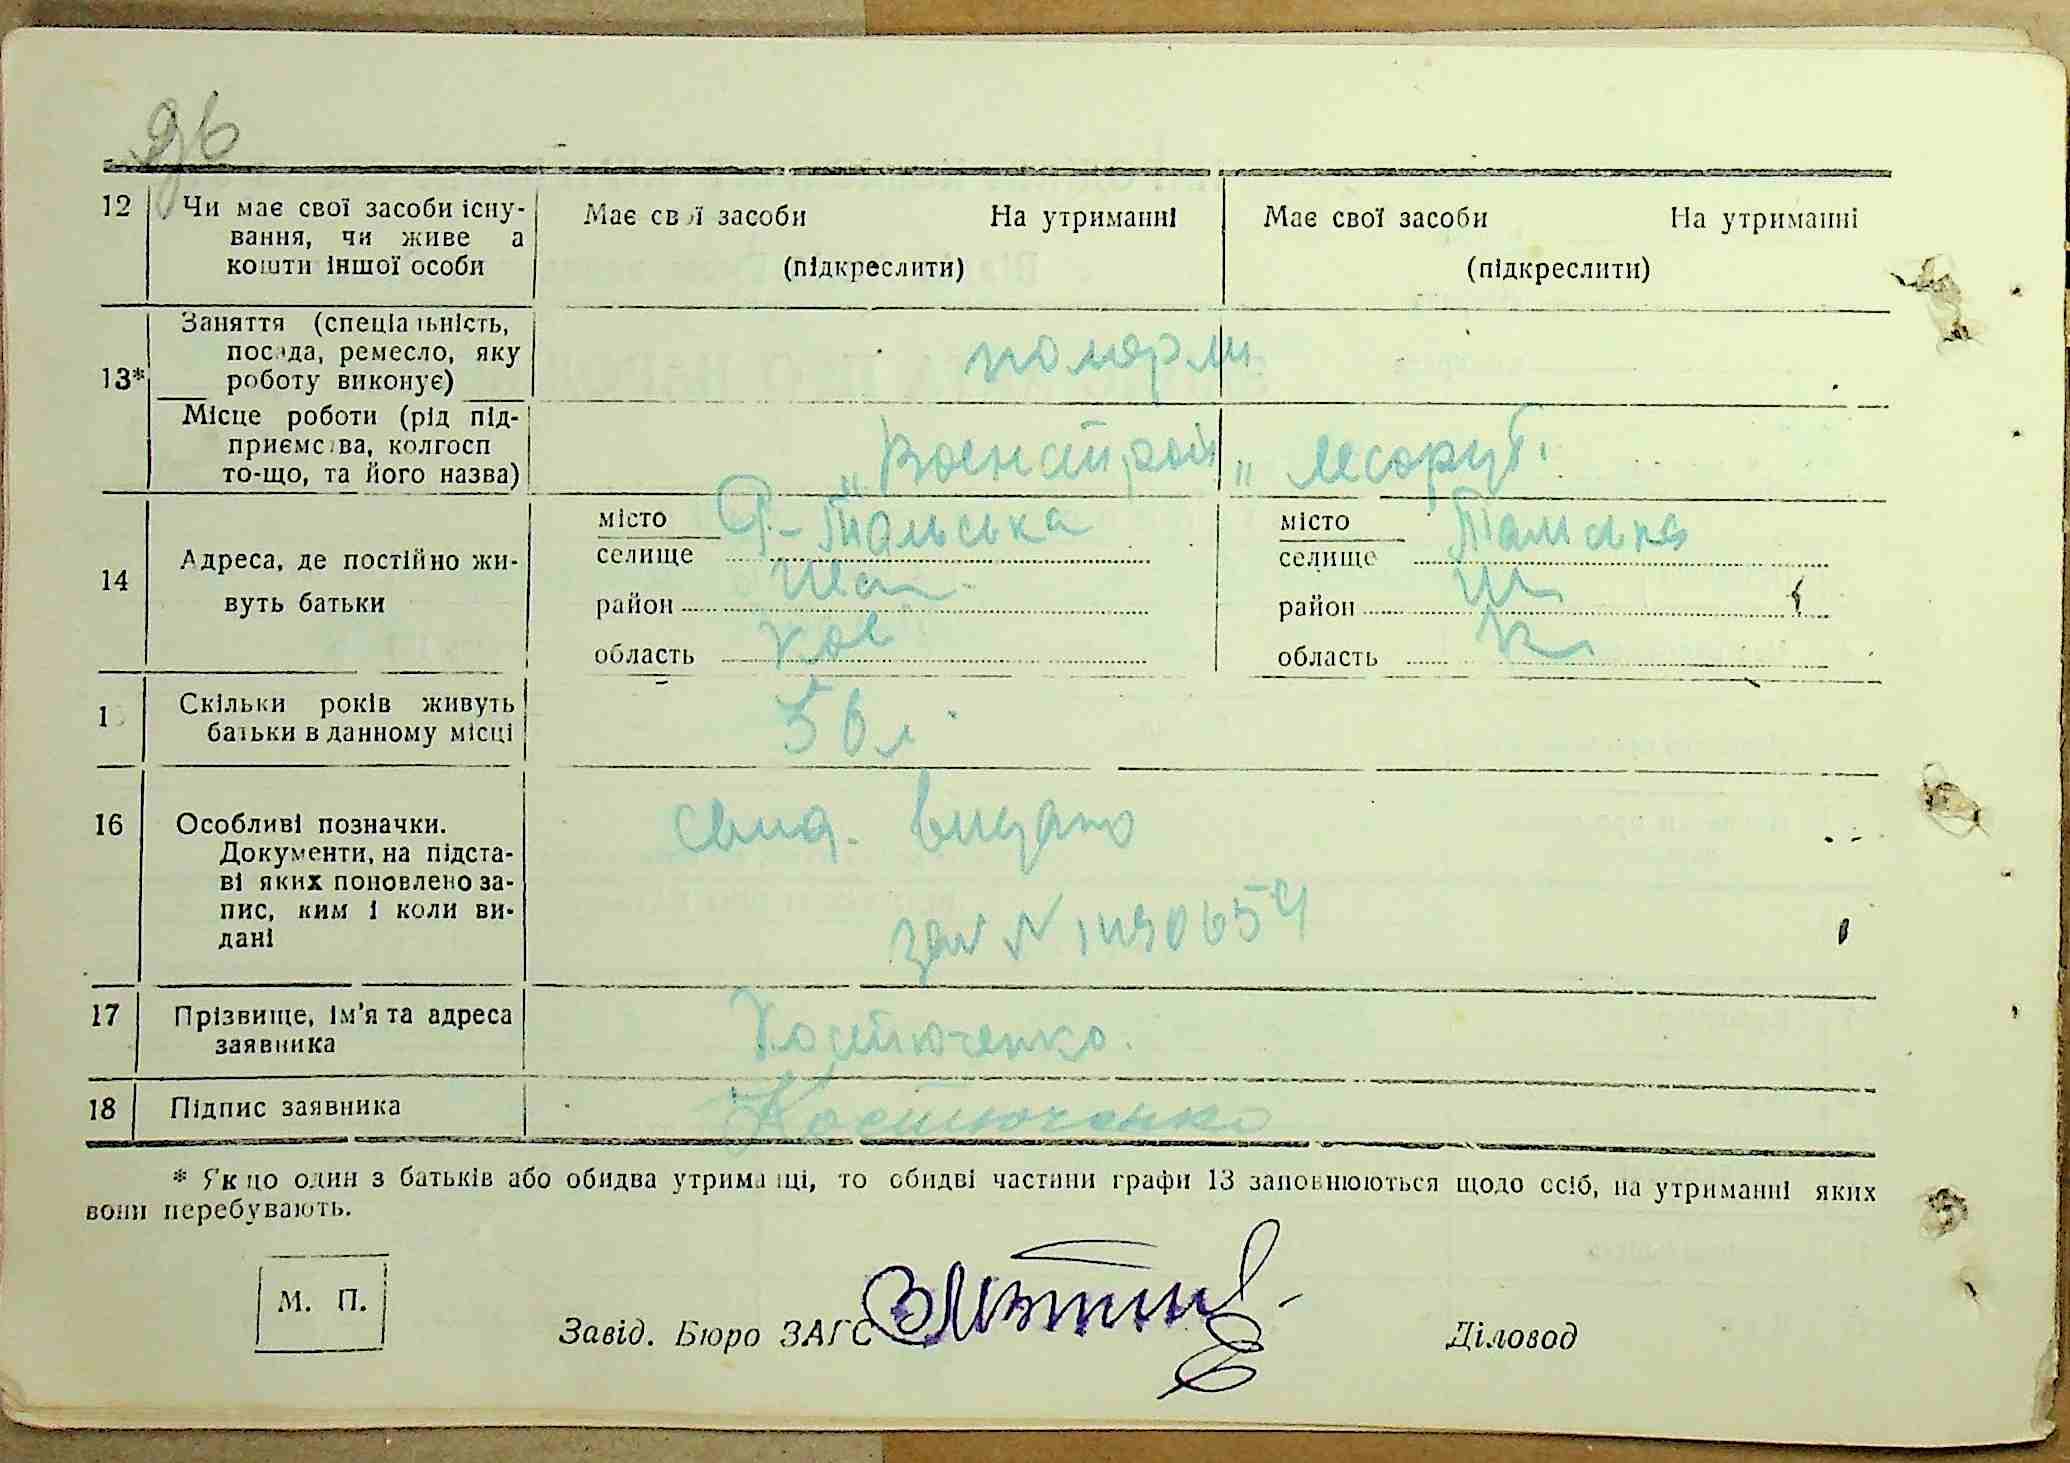 96
12 Чи має свої засоби існу-
вання, чи живе а
кошти іншої особи
Має свої засоби На утриманні
(підкреслити)
Має свої засоби На утриманні
(підкреслити)
13* Заняття (спеціальність,
посада, ремесло, яку
роботу виконує)
померли
Місце роботи (рід під-
приємства, колгосп
то-що, та його назва)
„Военстрой„ лесоруб.
14 Адреса, де постійно жи-
вуть батьки
місто
селище Р-Тальська
район
область
місто
селище
район Ш
область К
1 Скільки років живуть
батьки в данному місці
56 л
16 Особливі позначки.
Документи, на підста-
ві яких поновлено за-
пис, ким і коли ви-
дані
видано
17 Прізвище, ім'я та адреса
заявника
Костюченко.
18 Підпис заявника
Костюченко
* Якщо один з батьків або обидва утриманці, то обидві частини графи 13 заповнюються щодо осіб, на утриманні яких
вони перебувають.
М. П.
Завід. Бюро ЗАГС
Діловод